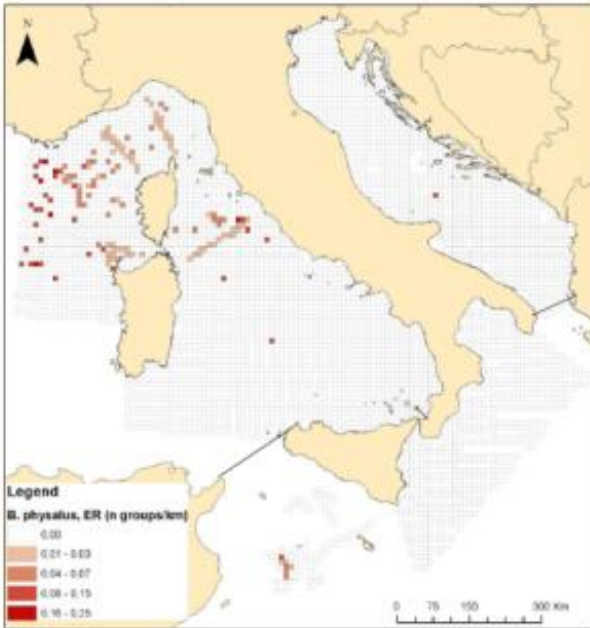 N
Legend
B. physalus, ER (n groups/km)
0.00
0.01 - 0.03
0.04 - 0.07
0.08 - 0.15
0.16 - 0.25
0 75 150 300 Km